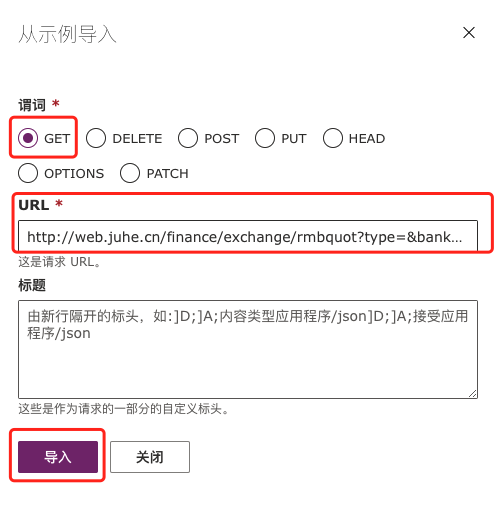 从示例导入
谓词 *
GET DELETE POST PUT HEAD
OPTIONS PATCH
URL *
http://web.juhe.cn/finance/exchange/rmbquot?type=&bank...
这是请求 URL。
标题
由新行隔开的标头，如:]D;]A;内容类型应用程序/json]D;]A;接受应用
程序/json
这些是作为请求的一部分的自定义标头。
导入 关闭